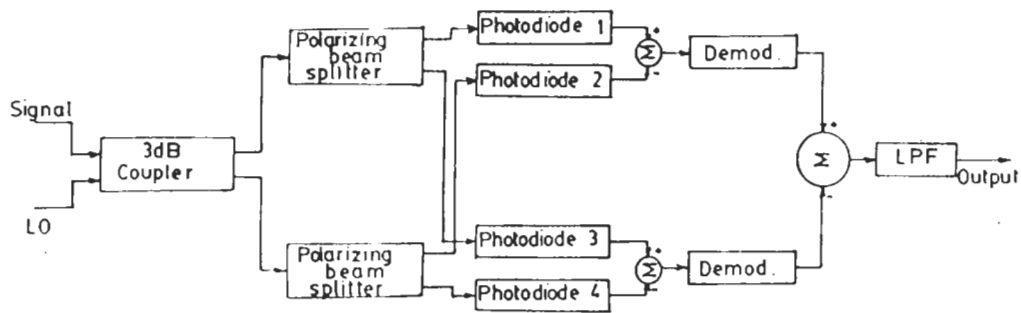 Signal
LO
3dB
Coupler
Polarizing
beam
splitter
Polarizing
beam
splitter
Photodiode 1
Photodiode 2
Photodiode 3
Photodiode 4
Σ
+
-
Σ
+
-
Demod.
Demod.
Σ
+
-
LPF
Output